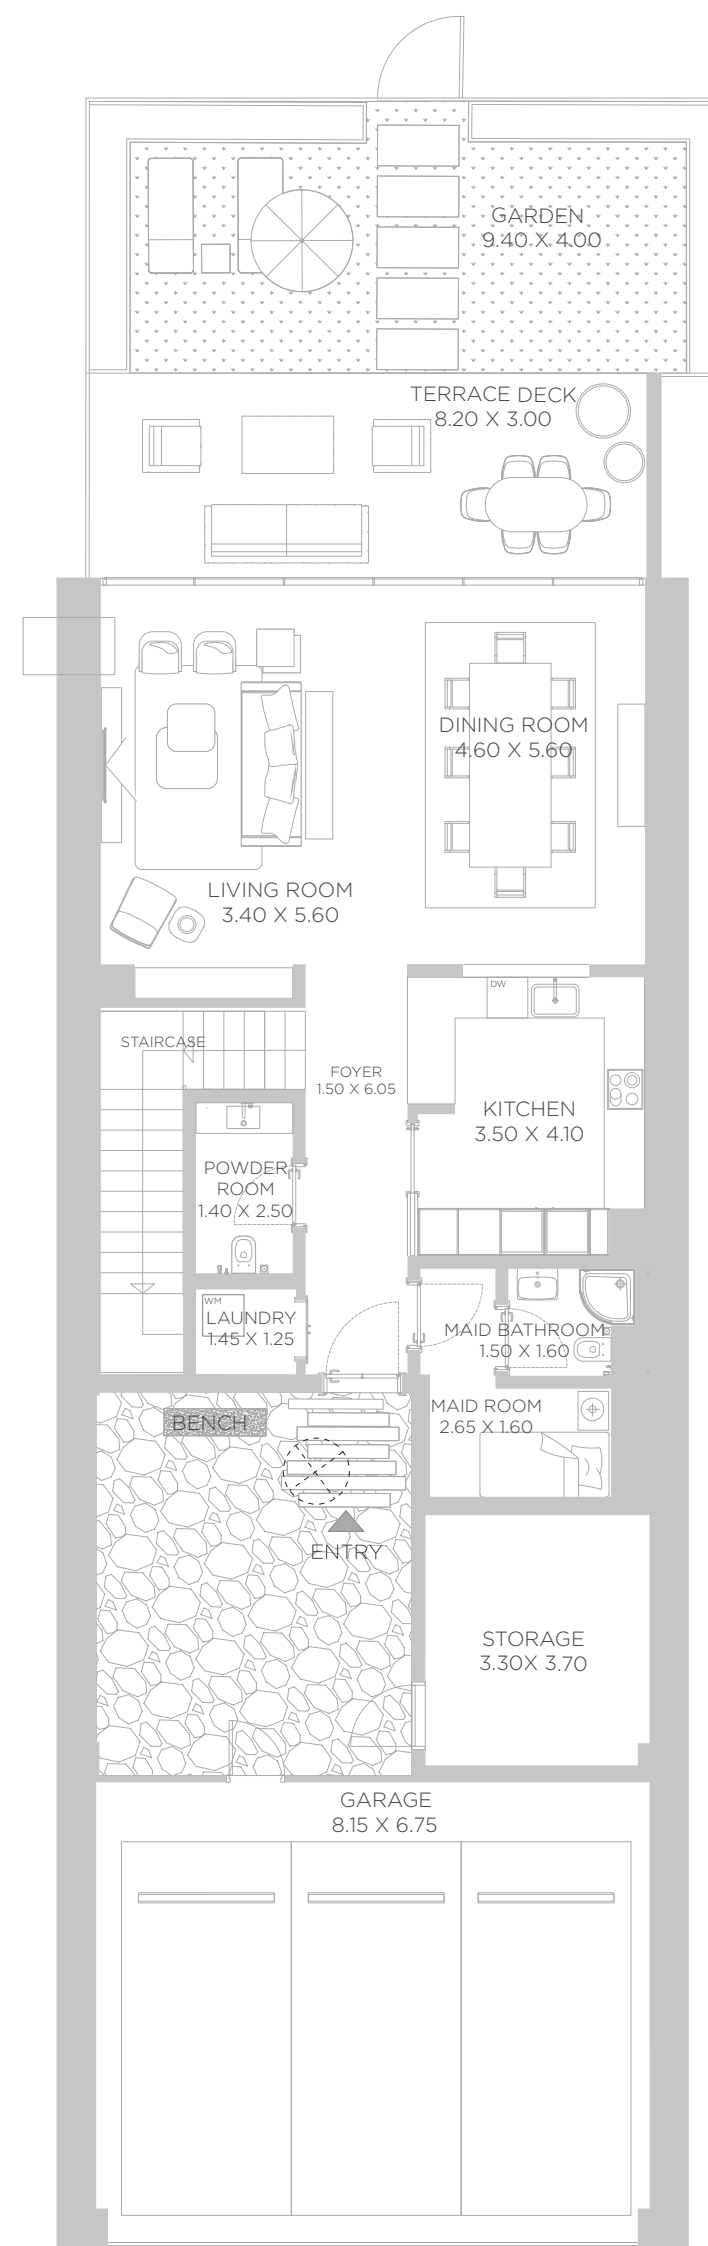 GARDEN
9.40 X 4.00
TERRACE DECK
8.20 X 3.00
DINING ROOM
4.60 X 5.60
LIVING ROOM
3.40 X 5.60
DW
STAIRCASE
FOYER
1.50 X 6.05
KITCHEN
3.50 X 4.10
POWDER
ROOM
1.40 X 2.50
WM
LAUNDRY
1.45 X 1.25
MAID BATHROOM
1.50 X 1.60
MAID ROOM
2.65 X 1.60
BENCH
ENTRY
STORAGE
3.30X 3.70
GARAGE
8.15 X 6.75